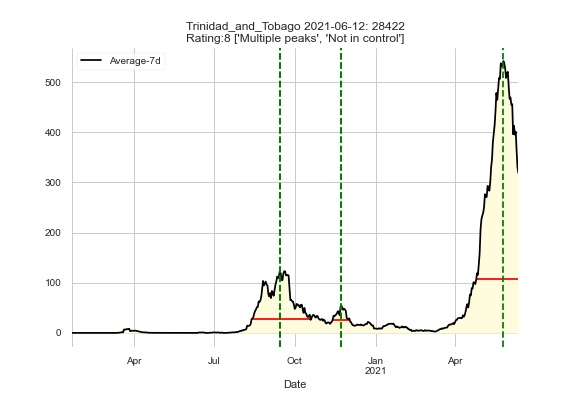 Trinidad_and_Tobago 2021-06-12: 28422
Rating:8 ['Multiple peaks', 'Not in control']
Average-7d
500
400
300
200
100
0
Apr
Jul
Oct
Jan
2021
Apr
Date